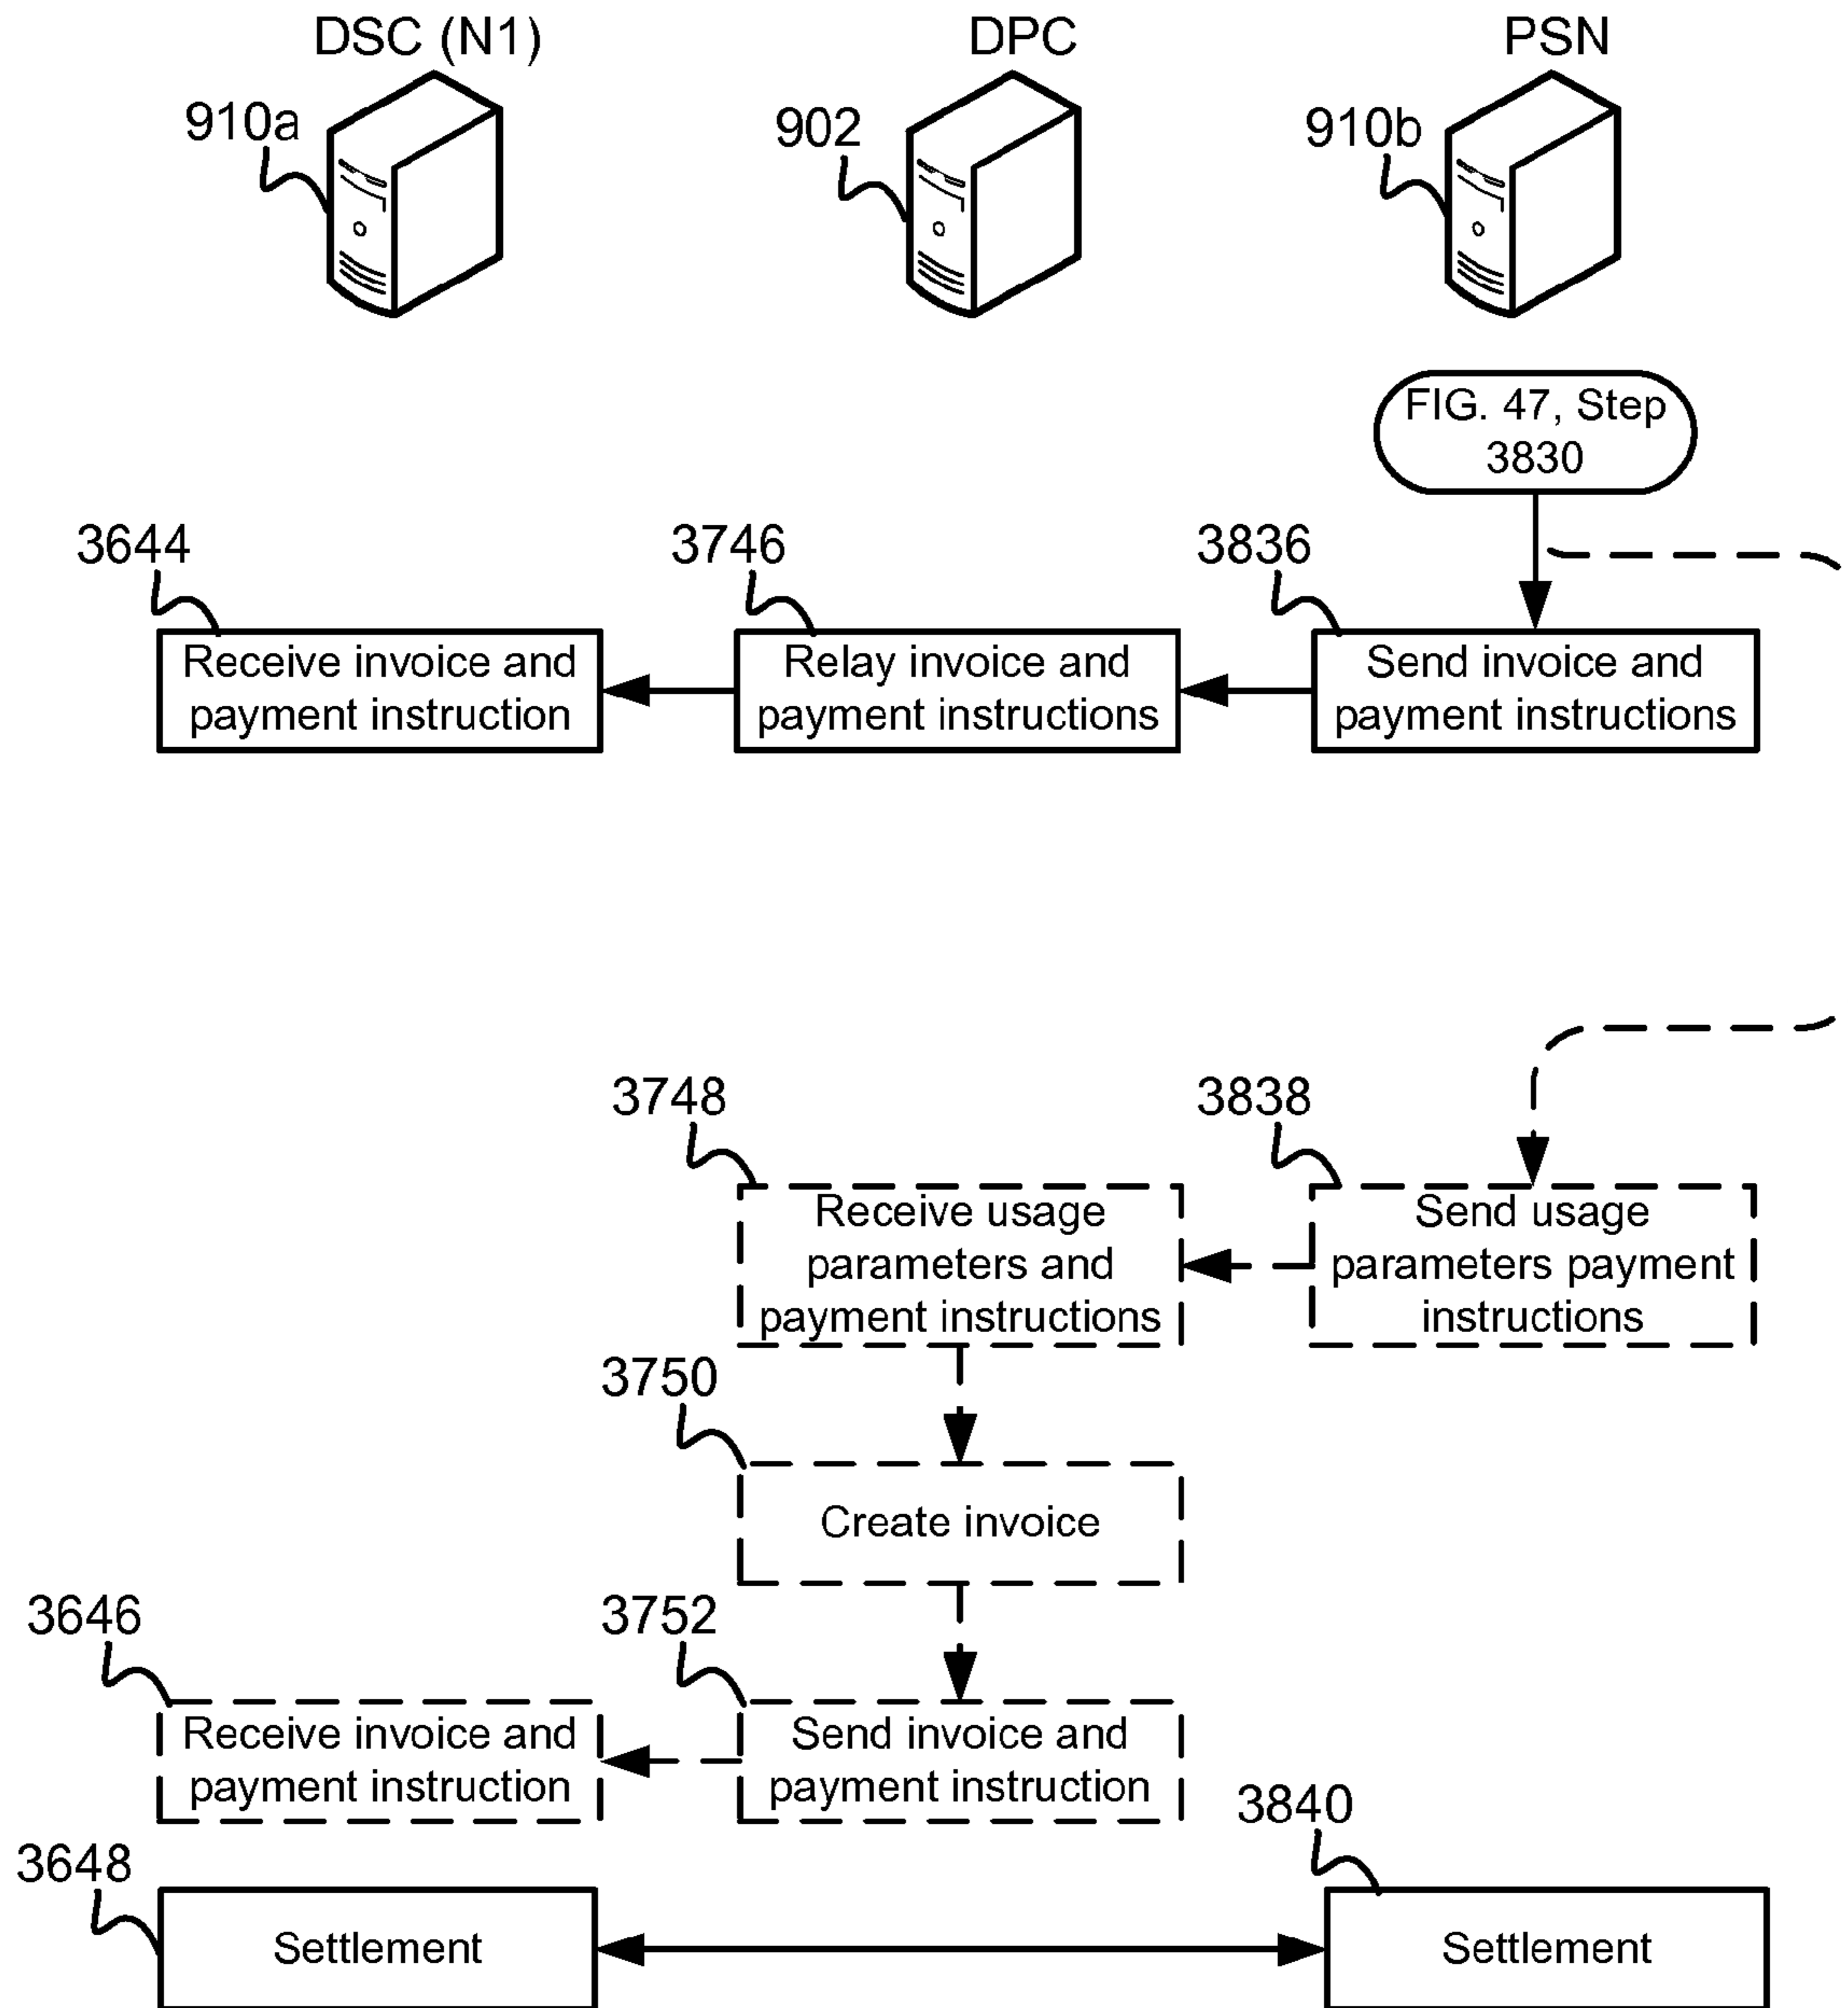 DSC (N1)
DPC
PSN
910a
902
910b
FIG. 47, Step
3830
3644
3746
3836
Receive invoice and
payment instruction
Relay invoice and
payment instructions
Send invoice and
payment instructions
3748
3838
Receive usage
parameters and
payment instructions
Send usage
parameters payment
instructions
3750
Create invoice
3646
3752
Receive invoice and
payment instruction
Send invoice and
payment instruction
3840
3648
Settlement
Settlement